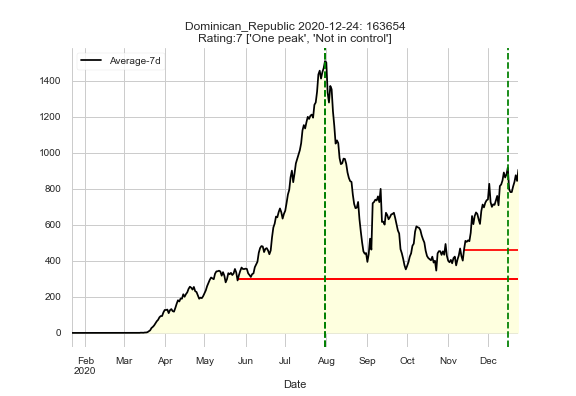 Dominican_Republic 2020-12-24: 163654
Rating:7 ['One peak', 'Not in control']
Average-7d
1400
1200
1000
800
600
400
200
0
Feb Mar Apr May Jun Jul Aug Sep Oct Nov Dec
2020
Date